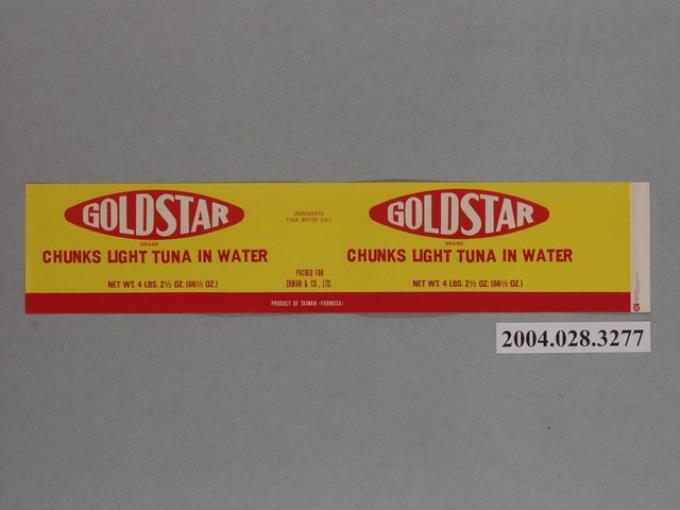 GOLDSTAR
BRAND
CHUNKS LIGHT TUNA IN WATER
NET WT. 4 LBS. 2½ OZ. (66½ OZ.)
INGREDIENTS:
TUNA, WATER, SALT.
PACKED FOR
& CO., LTD.
GOLDSTAR
BRAND
CHUNKS LIGHT TUNA IN WATER
NET WT. 4 LBS. 2½ OZ. (66½ OZ.)
PRODUCT OF TAIWAN (FORMOSA)
2004.028.3277